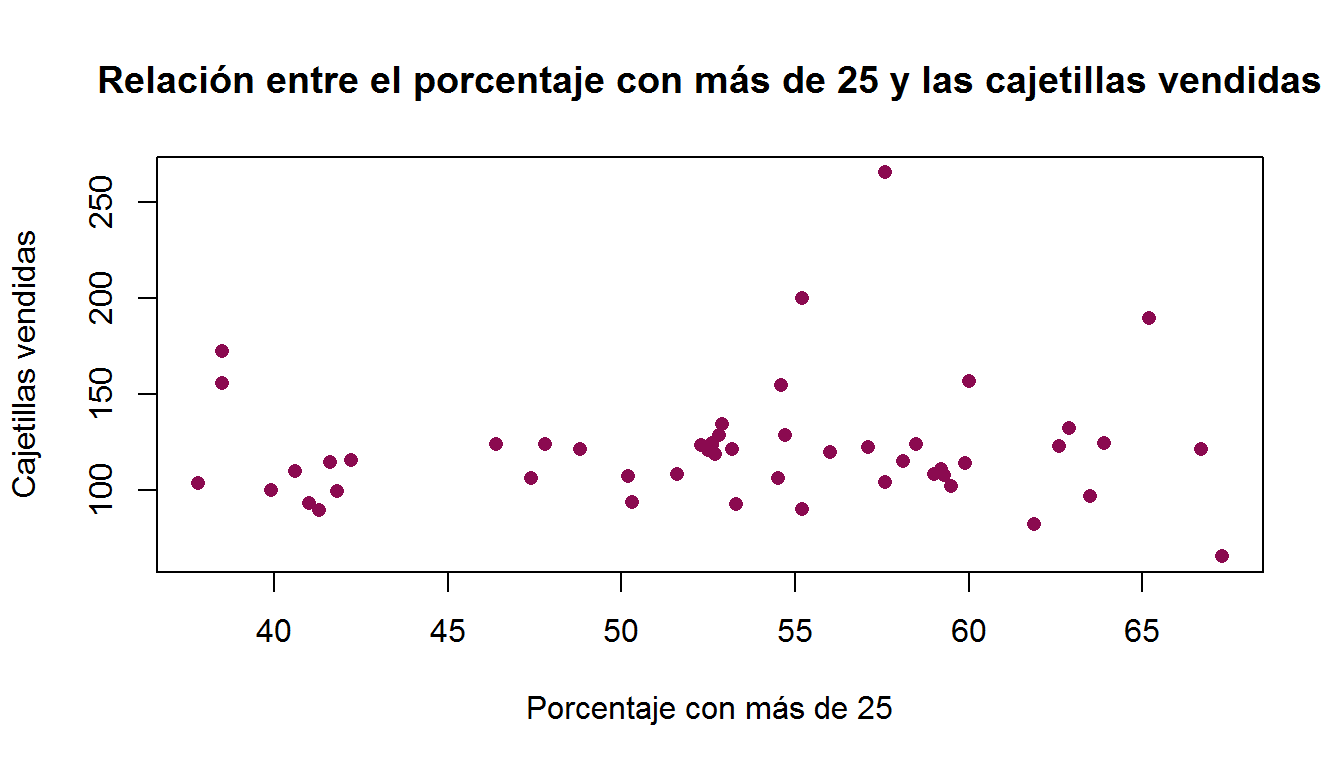 Relación entre el porcentaje con más de 25 y las cajetillas vendidas
Cajetillas vendidas
250
200
150
100
40 45 50 55 60 65
Porcentaje con más de 25